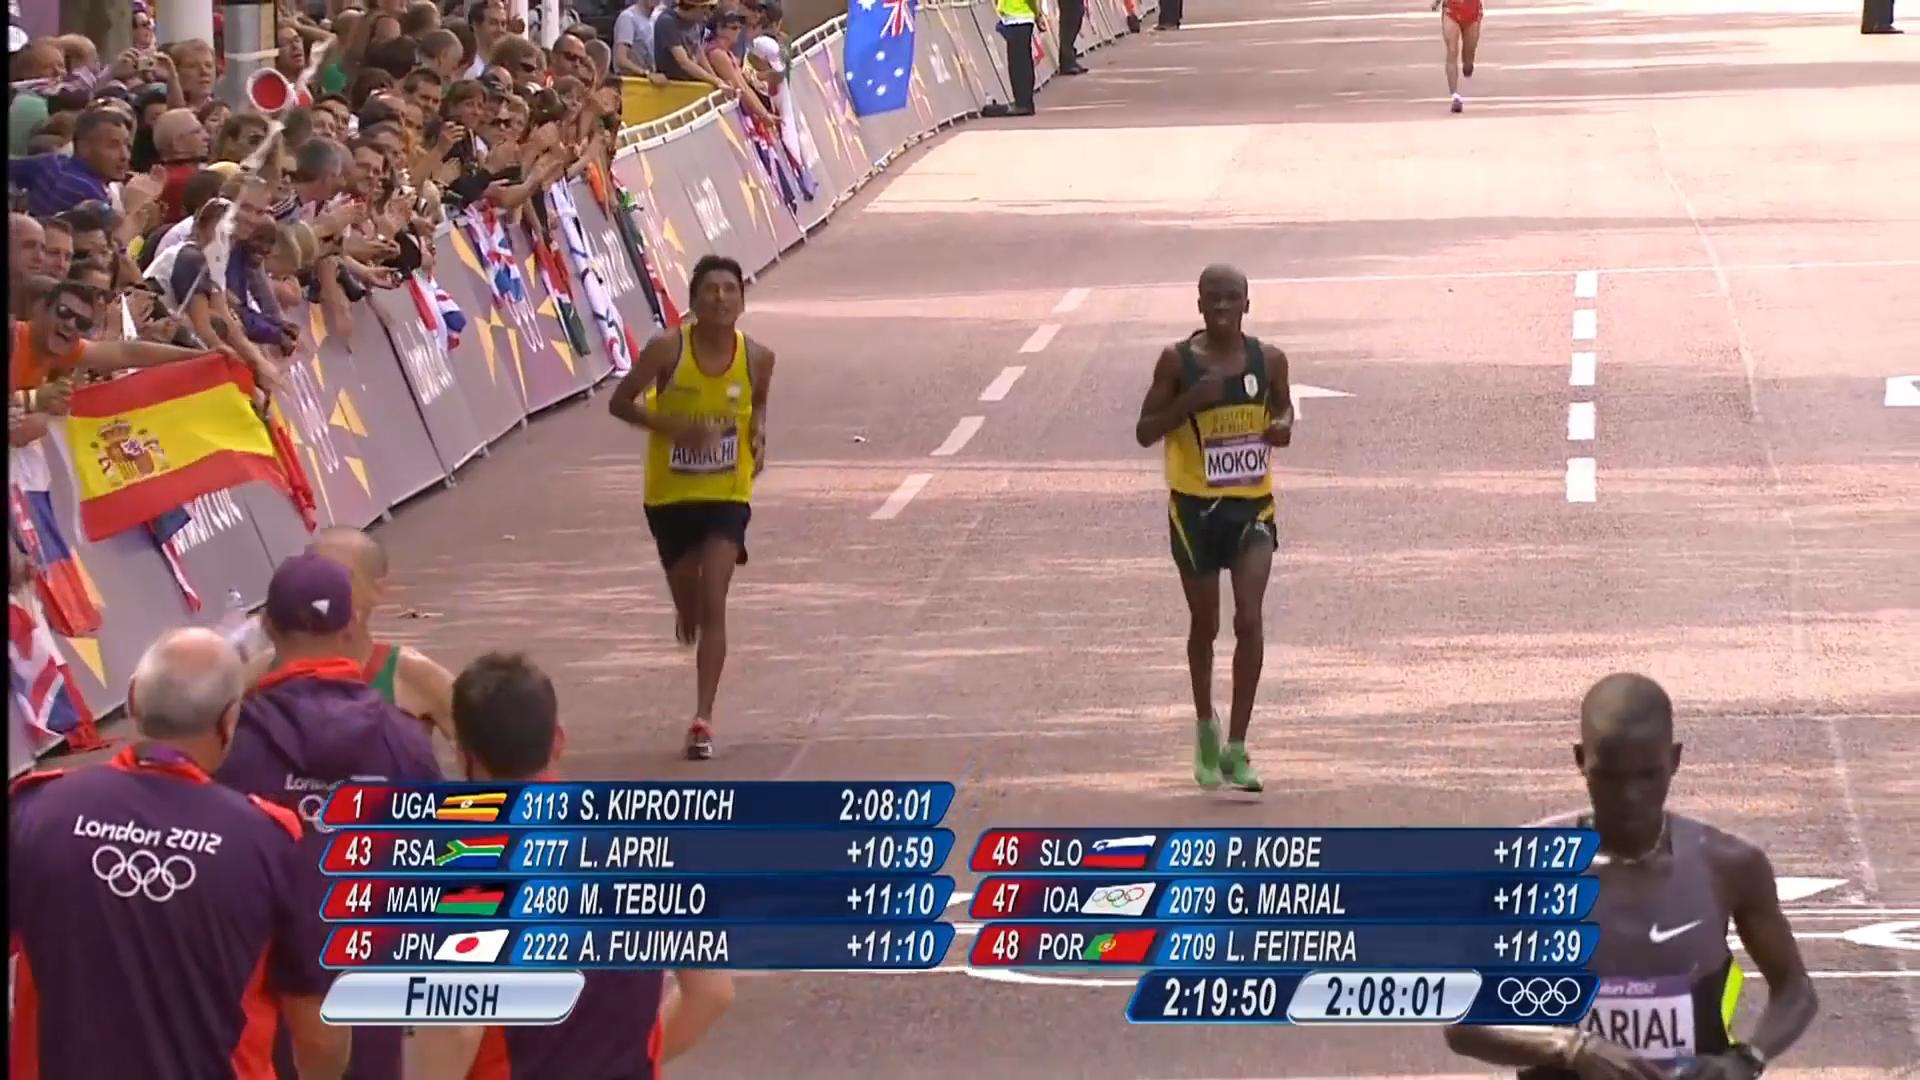 ALMACHI
SOUTH
AFRICA
MOKOK
London 2012
1 UGA 3113 S. KIPROTICH 2:08:01
43 RSA 2777 L. APRIL +10:59
44 MAW 2480 M. TEBULO +11:10
45 JPN 2222 A. FUJIWARA +11:10
46 SLO 2929 P. KOBE +11:27
47 IOA 2079 G. MARIAL +11:31
48 POR 2709 L. FEITEIRA +11:39
FINISH
2:19:50 2:08:01
ARIAL